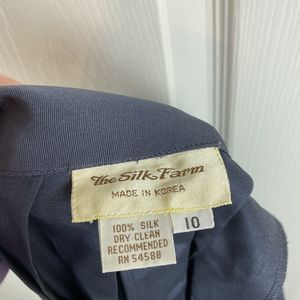 The Silk Farm
MADE IN KOREA
100% SILK
DRY CLEAN
RECOMMENDED
RN 54588
10